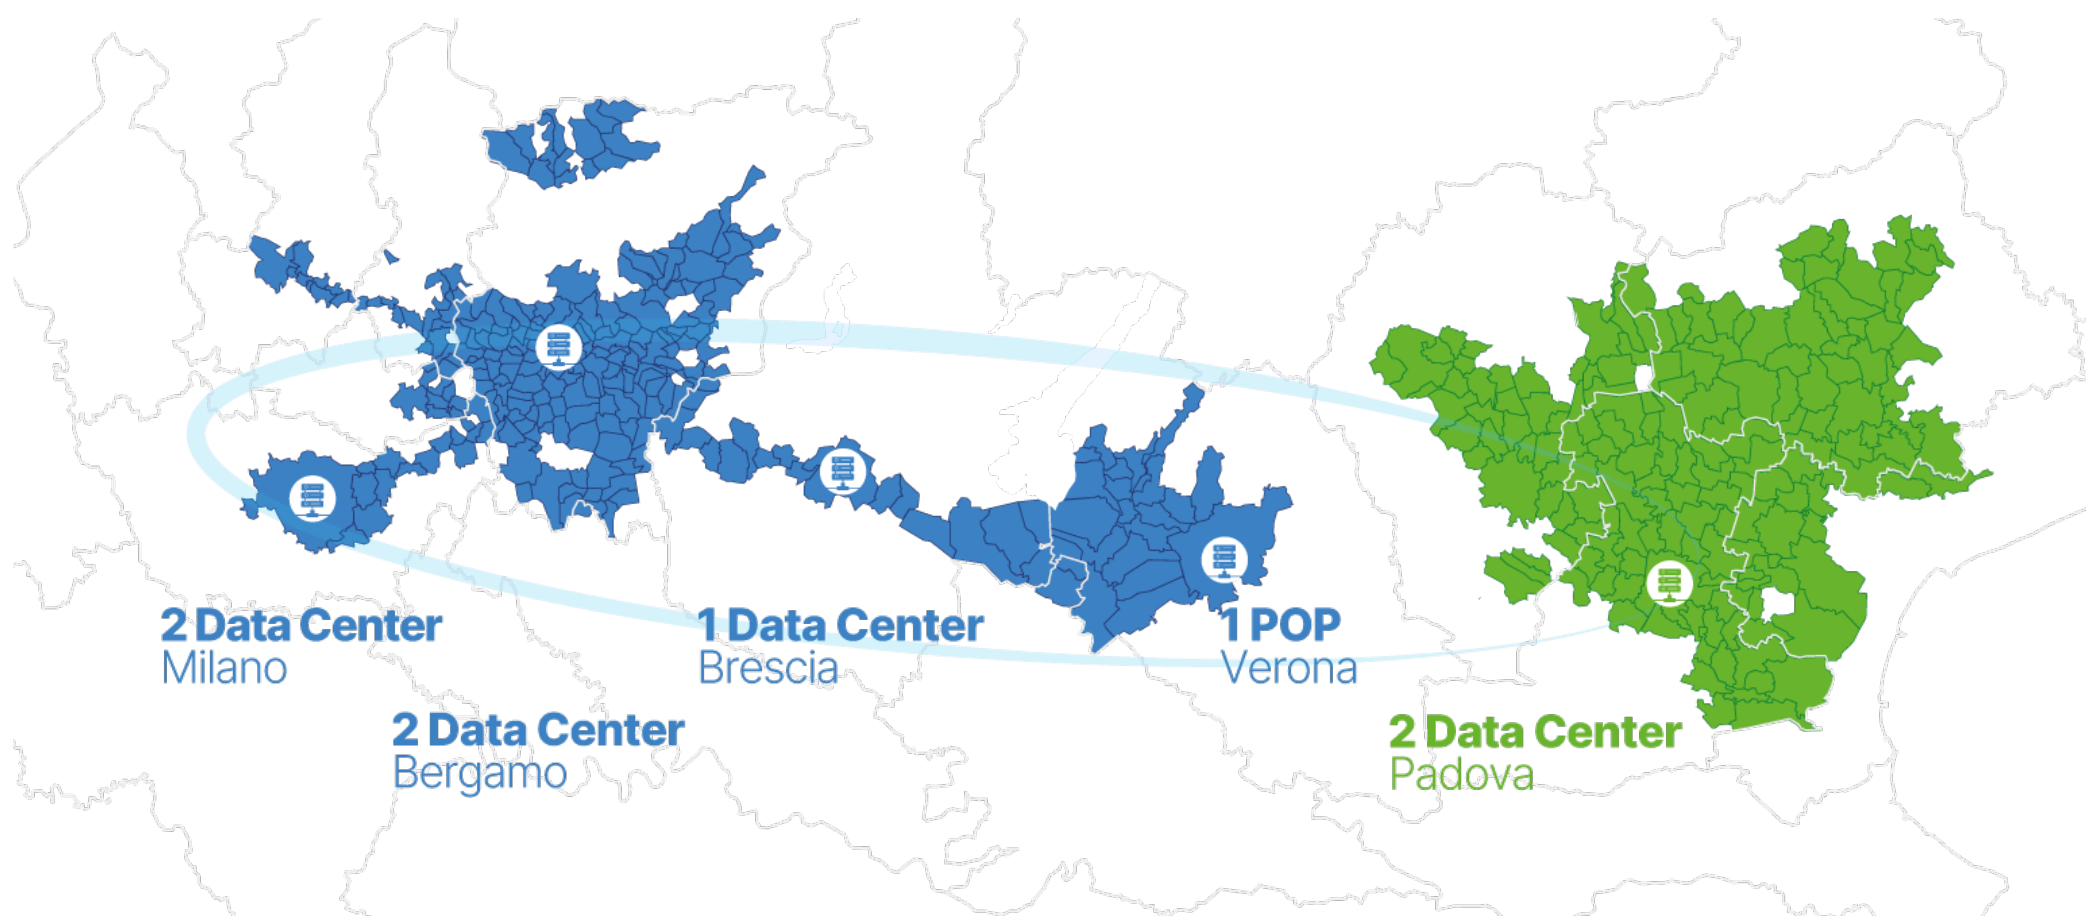 2 Data Center
Milano
1 Data Center
Brescia
1 POP
Verona
2 Data Center
Bergamo
2 Data Center
Padova